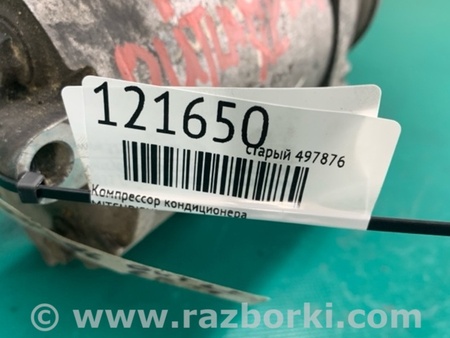 121650
старый 497876
Компрессор кондиционера
© www.razborki.com